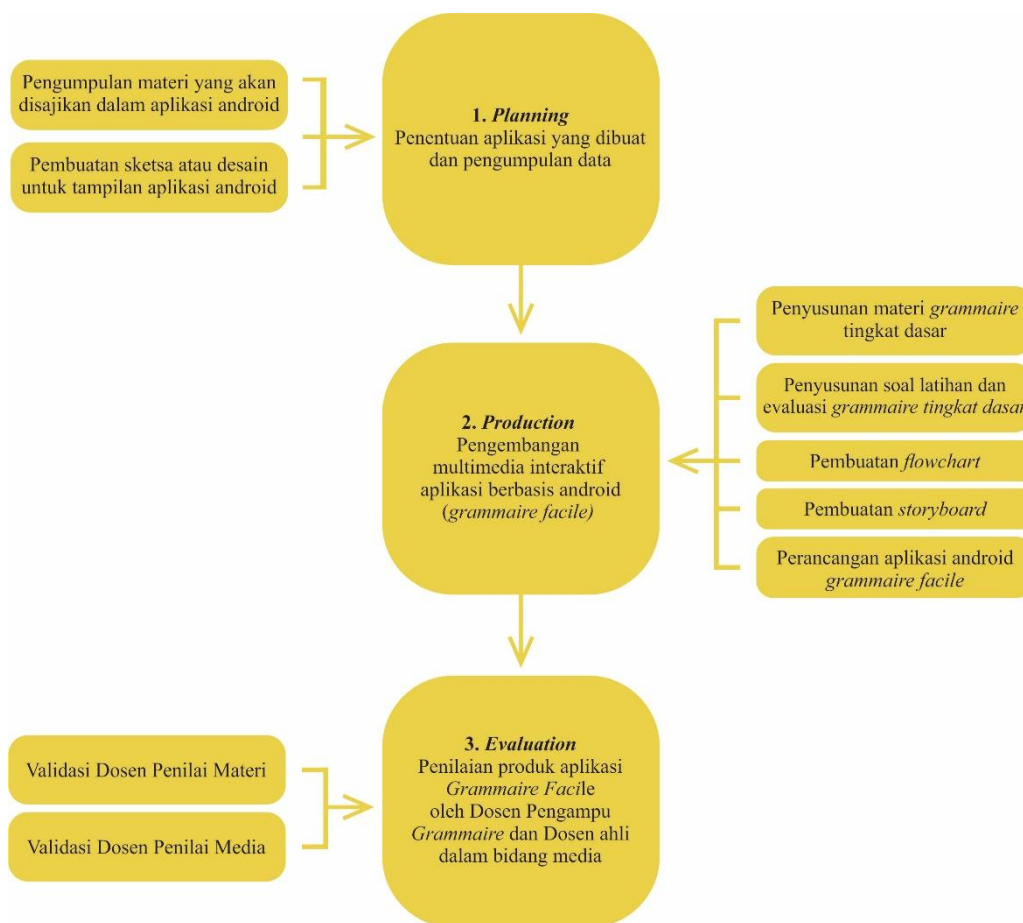 Pengumpulan materi yang akan
disajikan dalam aplikasi android
Pembuatan sketsa atau desain
untuk tampilan aplikasi android
1. Planning
Penentuan aplikasi yang dibuat
dan pengumpulan data
2. Production
Pengembangan
multimedia interaktif
aplikasi berbasis android
(grammaire facile)
Penyusunan materi grammaire
tingkat dasar
Penyusunan soal latihan dan
evaluasi grammaire tingkat dasar
Pembuatan flowchart
Pembuatan storyboard
Perancangan aplikasi android
grammaire facile
3. Evaluation
Penilaian produk aplikasi
Grammaire Facile
oleh Dosen Pengampu
Grammaire dan Dosen ahli
dalam bidang media
Validasi Dosen Penilai Materi
Validasi Dosen Penilai Media